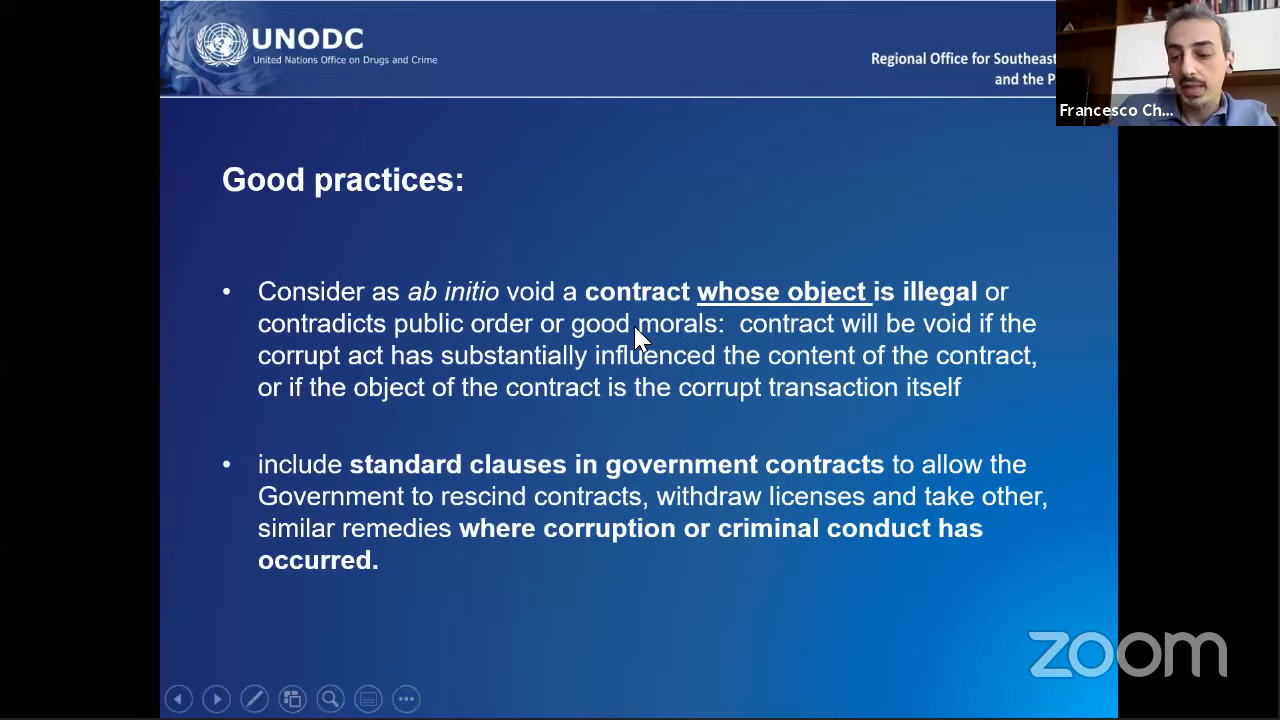 UNODC
United Nations Office on Drugs and Crime
Regional Office for Southeast
and the P
Francesco Ch...
Good practices:
• Consider as ab initio void a contract whose object is illegal or
contradicts public order or good morals:  contract will be void if the
corrupt act has substantially influenced the content of the contract,
or if the object of the contract is the corrupt transaction itself
• include standard clauses in government contracts to allow the
Government to rescind contracts, withdraw licenses and take other,
similar remedies where corruption or criminal conduct has
occurred.
zoom